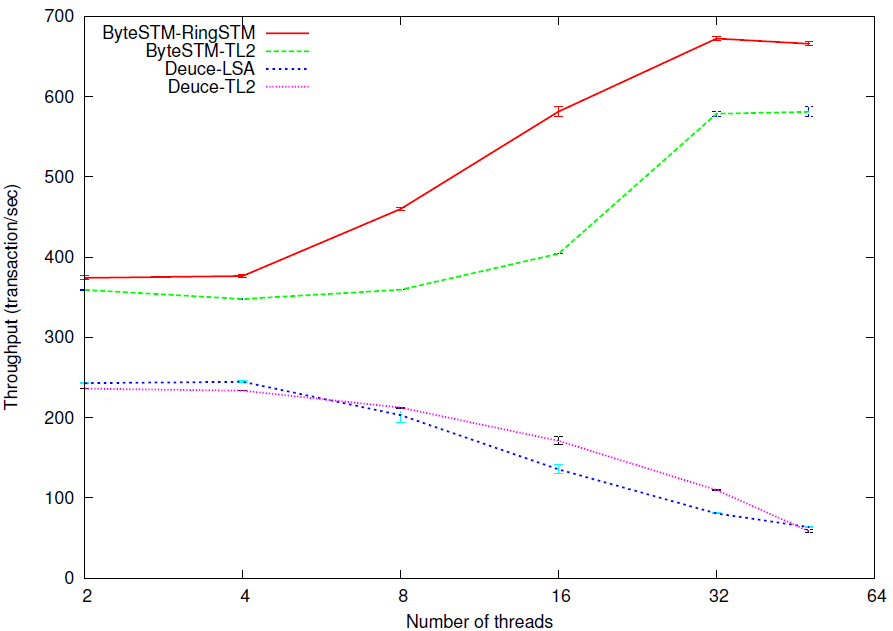 700
600
500
400
300
200
100
0
Throughput (transaction/sec)
ByteSTM-RingSTM
ByteSTM-TL2
Deuce-LSA
Deuce-TL2
2 4 8 16 32 64
Number of threads